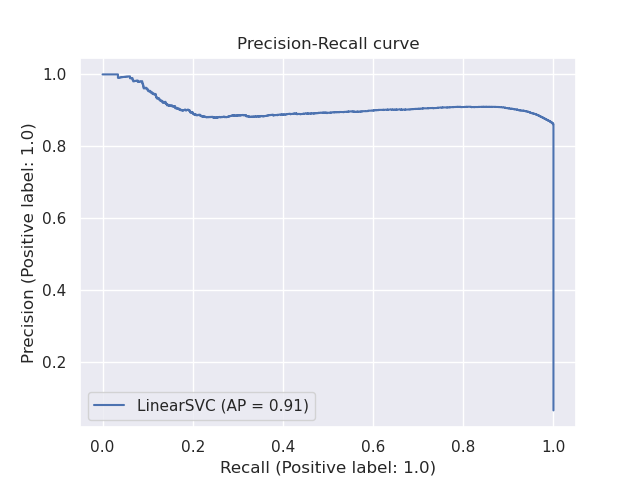 Precision-Recall curve
1.0
0.8
0.6
0.4
0.2
Precision (Positive label: 1.0)
LinearSVC (AP = 0.91)
0.0 0.2 0.4 0.6 0.8 1.0
Recall (Positive label: 1.0)